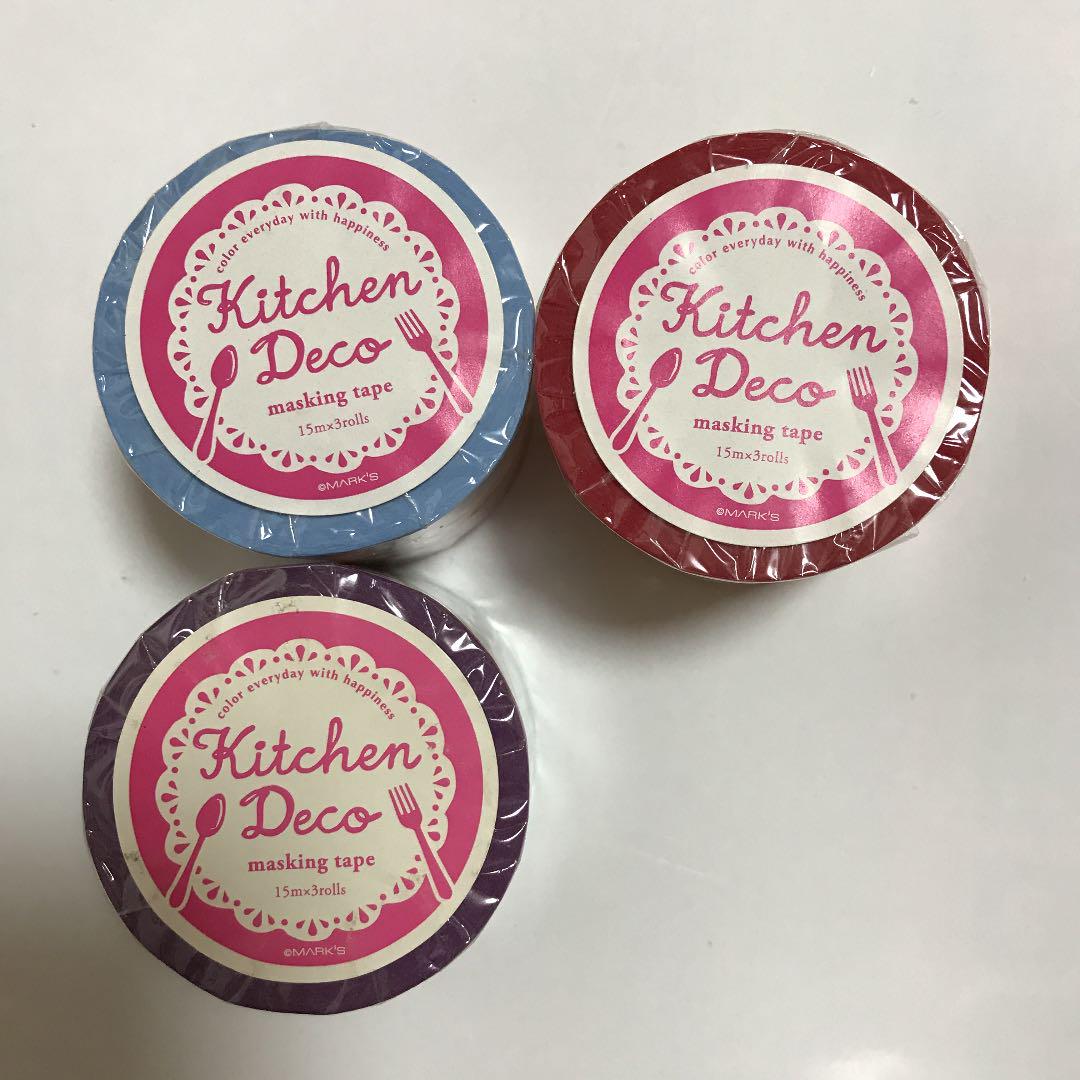 color everyday with happiness
Kitchen
Deco
masking tape
15m×3rolls
©MARK'S
color everyday with happiness
Kitchen
Deco
masking tape
15m×3rolls
©MARK'S
color everyday with happiness
Kitchen
Deco
masking tape
15m×3rolls
©MARK'S